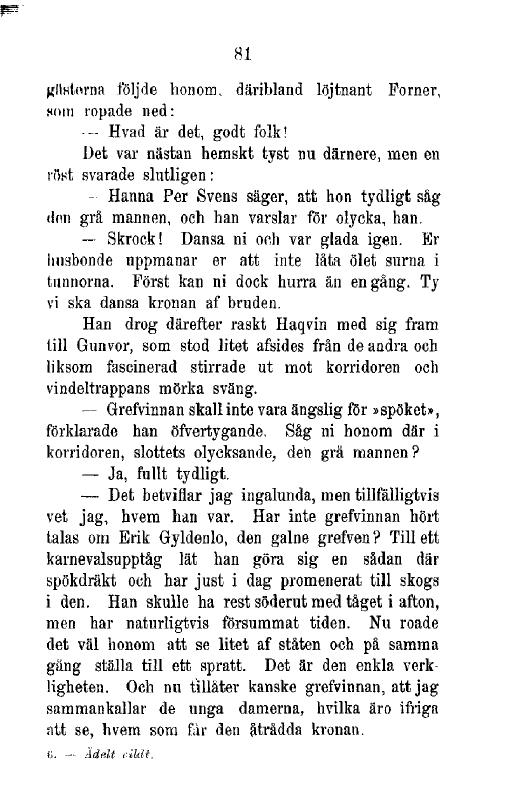 81
gästerna följde honom, däribland löjtnant Forner,
som ropade ned:
— Hvad är det, godt folk!
Det var nästan hemskt tyst nu därnere, men en
röst svarade slutligen:
— Hanna Per Svens säger, att hon tydligt såg
den grå mannen, och han varslar för olycka, han.
— Skrock! Dansa ni och var glada igen. Er
husbonde uppmanar er att inte låta ölet surna i
tunnorna. Först kan ni dock hurra än en gång. Ty
vi ska dansa kronan af bruden.
Han drog därefter raskt Haqvin med sig fram
till Gunvor, som stod litet afsides från de andra och
liksom fascinerad stirrade ut mot korridoren och
vindeltrappans mörka sväng.
— Grefvinnan skall inte vara ängslig för »spöket»,
förklarade han öfvertygande. Såg ni honom där i
korridoren, slottets olycksande, den grå mannen?
— Ja, fullt tydligt.
— Det betviflar jag ingalunda, men tillfälligtvis
vet jag, hvem han var. Har inte grefvinnan hört
talas om Erik Gyldenlo, den galne grefven? Till ett
karnevalsupptåg lät han göra sig en sådan där
spökdräkt och har just i dag promenerat till skogs
i den. Han skulle ha rest söderut med tåget i afton,
men har naturligtvis försummat tiden. Nu roade
det väl honom att se litet af ståten och på samma
gång ställa till ett spratt. Det är den enkla verk-
ligheten. Och nu tillåter kanske grefvinnan, att jag
sammankallar de unga damerna, hvilka äro ifriga
att se, hvem som får den åtrådda kronan.
6. — Ädelt vildt.